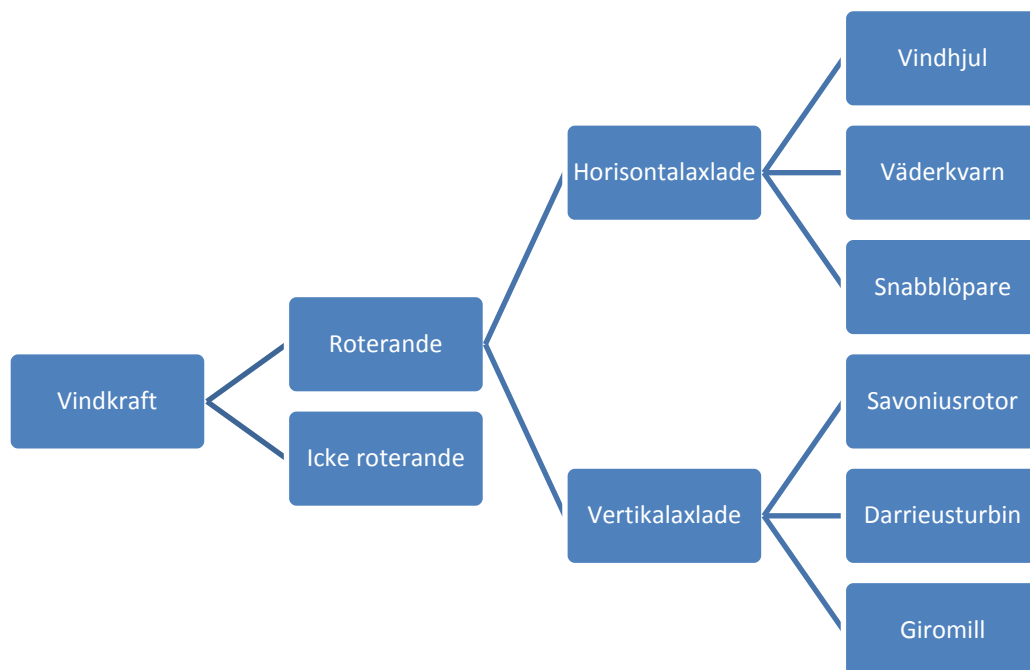 Vindkraft
Roterande
Icke roterande
Horisontalaxlade
Vertikalaxlade
Vindhjul
Väderkvarn
Snabblöpare
Savoniusrotor
Darrieusturbin
Giromill